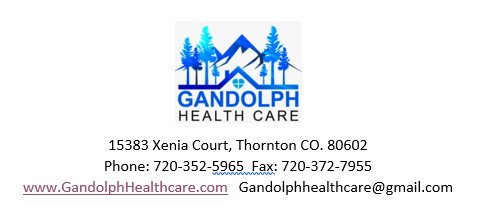 GANDOLPH
HEALTH CARE
15383 Xenia Court, Thornton CO. 80602
Phone: 720-352-5965  Fax: 720-372-7955
www.GandolphHealthcare.com   Gandolphhealthcare@gmail.com